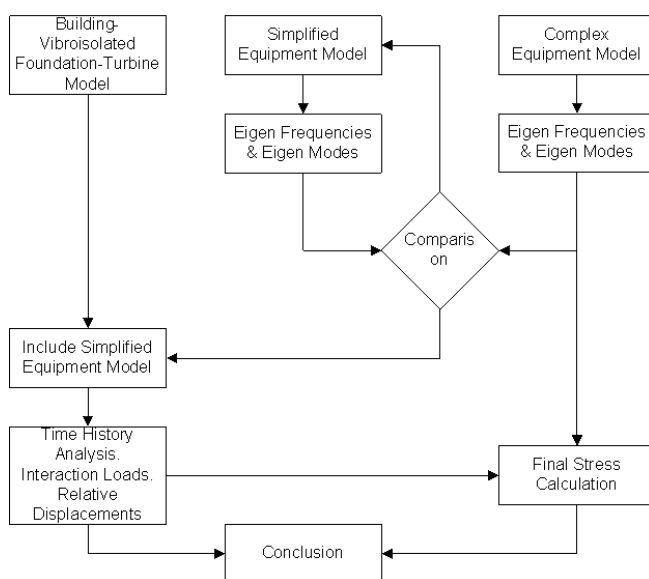 Building-
Vibroisolated
Foundation-Turbine
Model
Simplified
Equipment Model
Complex
Equipment Model
Eigen Frequencies
& Eigen Modes
Eigen Frequencies
& Eigen Modes
Comparis
on
Include Simplified
Equipment Model
Time History
Analysis.
Interaction Loads.
Relative
Displacements
Final Stress
Calculation
Conclusion